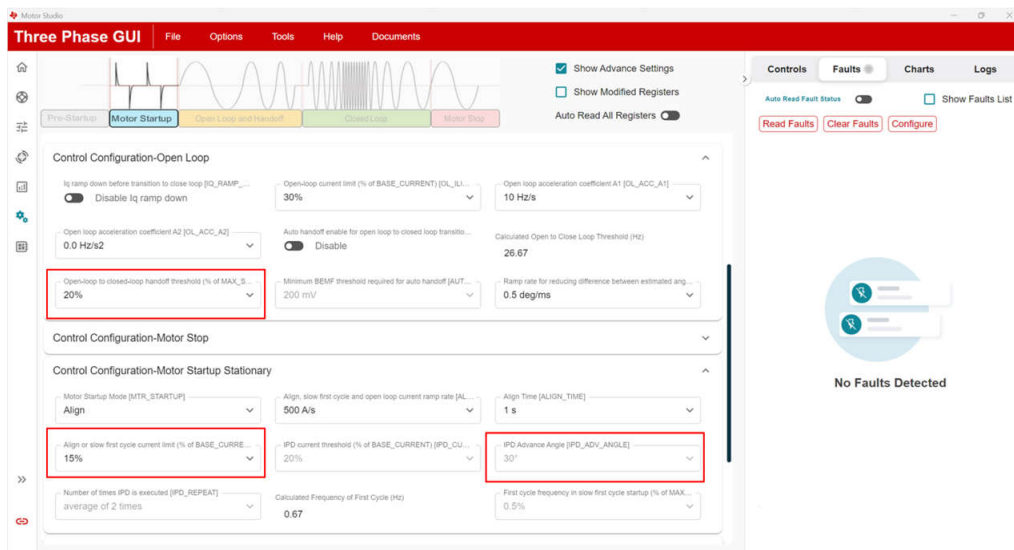 Motor Studio
Three Phase GUI File Options Tools Help Documents
Show Advance Settings
Show Modified Registers
Auto Read All Registers
Pre-Startup Motor Startup Open Loop and Handoff Closed Loop Motor Stop
Control Configuration-Open Loop
Iq ramp down before transition to close loop [IQ_RAMP_...
Disable Iq ramp down
Open-loop current limit (% of BASE_CURRENT) [OL_ILI...
30%
Open loop acceleration coefficient A1 [OL_ACC_A1]
10 Hz/s
Open loop acceleration coefficient A2 [OL_ACC_A2]
0.0 Hz/s2
Auto handoff enable for open loop to closed loop transitio...
Disable
Calculated Open to Close Loop Threshold (Hz)
26.67
Open-loop to closed-loop handoff threshold (% of MAX_S...
20%
Minimum BEMF threshold required for auto handoff [AUT...
200 mV
Ramp rate for reducing difference between estimated ang...
0.5 deg/ms
Control Configuration-Motor Stop
Control Configuration-Motor Startup Stationary
Motor Startup Mode [MTR_STARTUP]
Align
Align, slow first cycle and open loop current ramp rate [AL...
500 A/s
Align Time [ALIGN_TIME]
1 s
Align or slow first cycle current limit (% of BASE_CURRE...
15%
IPD current threshold (% of BASE_CURRENT) [IPD_CU...
20%
IPD Advance Angle [IPD_ADV_ANGLE]
30°
Number of times IPD is executed [IPD_REPEAT]
average of 2 times
Calculated Frequency of First Cycle (Hz)
0.67
First cycle frequency in slow first cycle startup (% of MAX...
0.5%
Controls Faults Charts Logs
Auto Read Fault Status
Show Faults List
Read Faults Clear Faults Configure
No Faults Detected